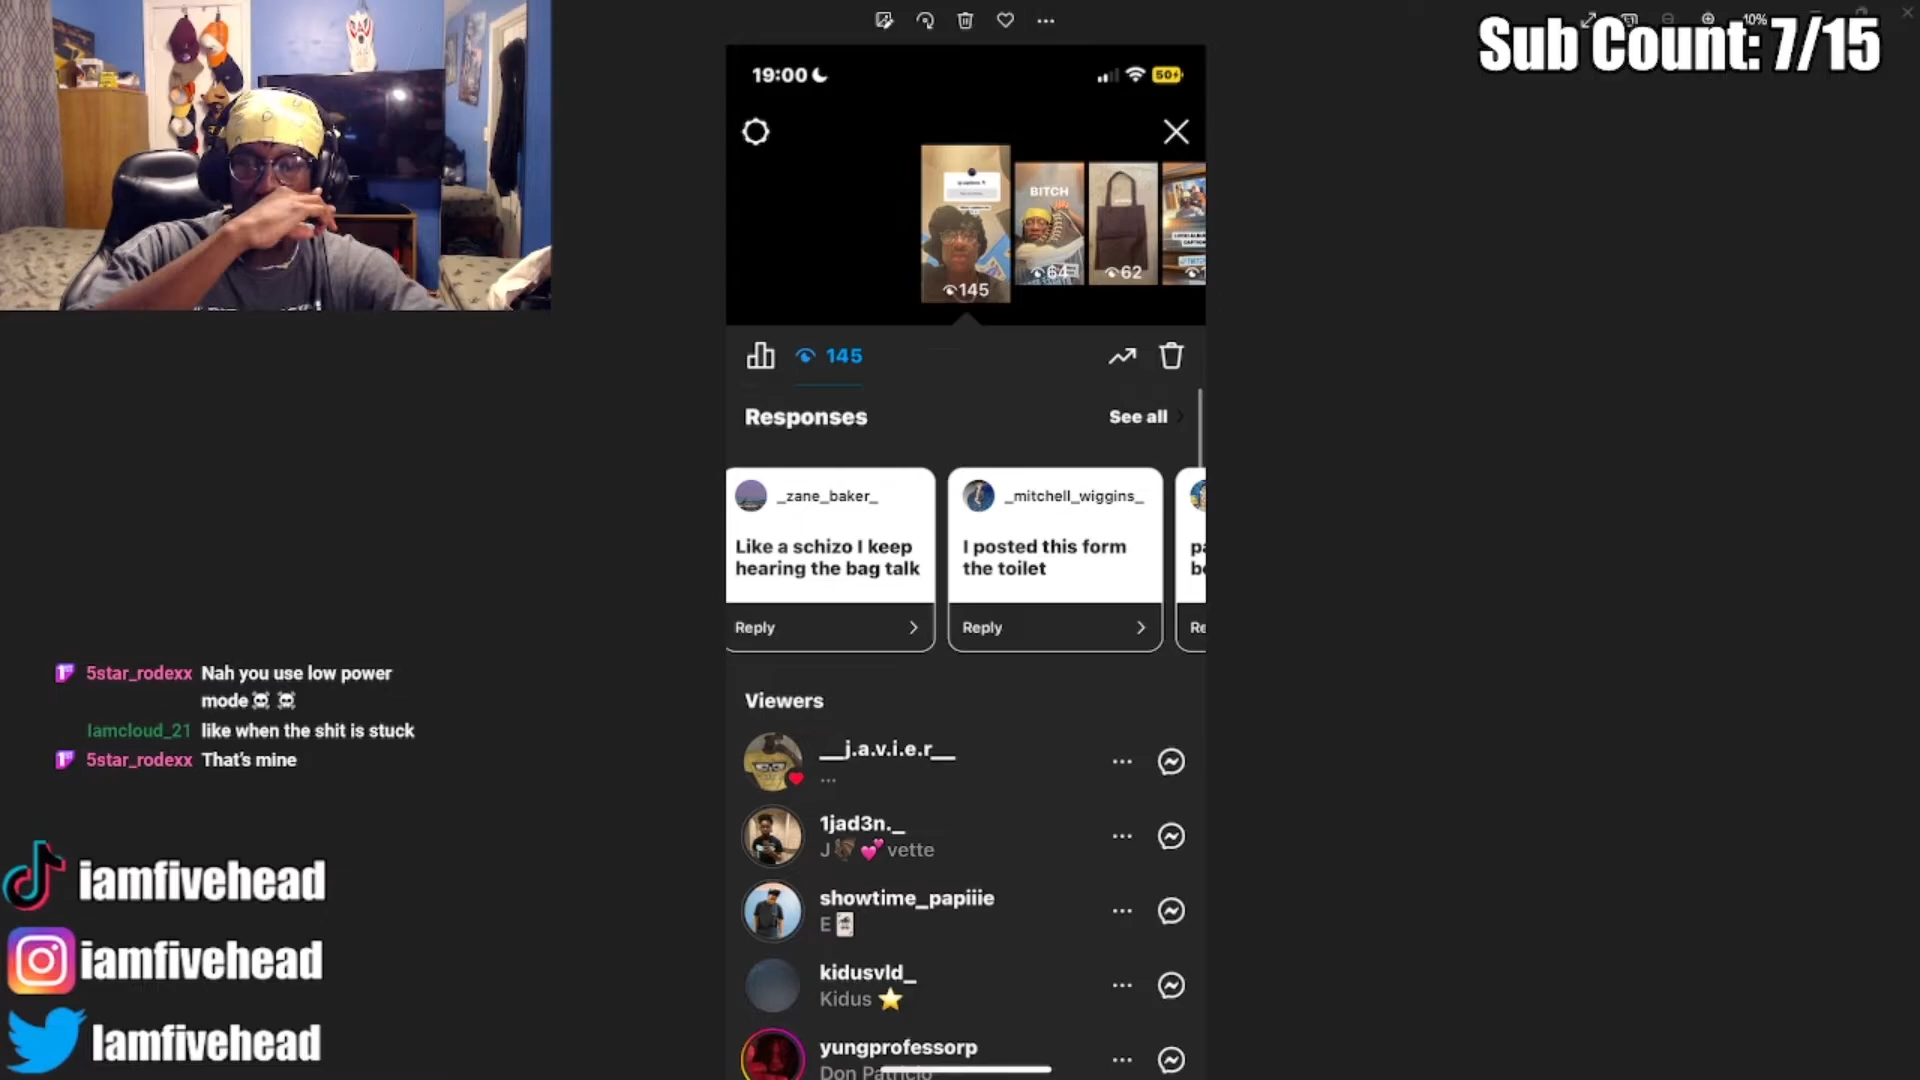 Sub Count: 7/15
10%
19:00
50
BITCH
145
64
62
145
Responses
See all
_zane_baker_
Like a schizo I keep
hearing the bag talk
Reply
_mitchell_wiggins_
I posted this form
the toilet
Reply
Viewers
__j.a.v.i.e.r__
...
1jad3n._
J 🦍 💕 vette
showtime_papiiie
E🃏
kidusvld_
Kidus ⭐
yungprofessorp
Don Patricio
5star_rodexx Nah you use low power
mode☠️ ☠️
Iamcloud_21 like when the shit is stuck
5star_rodexx That's mine
iamfivehead
iamfivehead
Iamfivehead